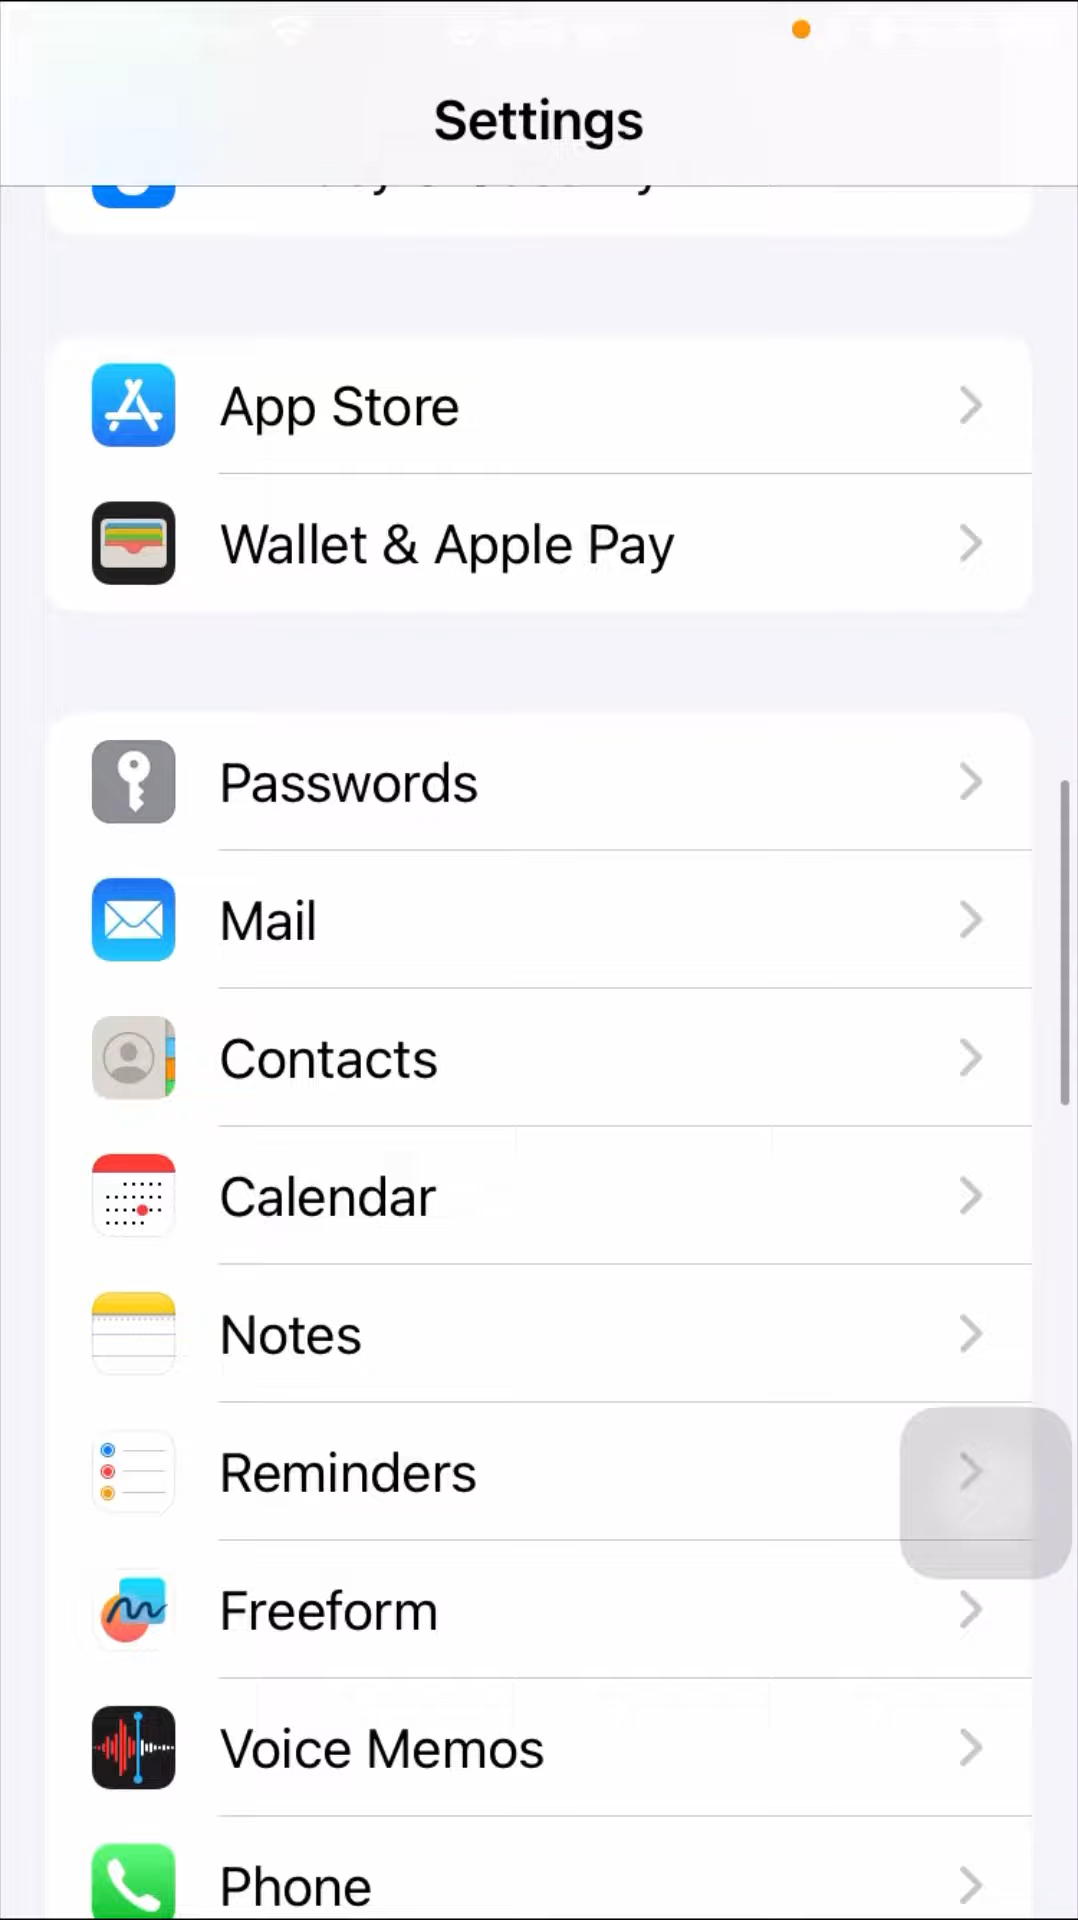 Settings
App Store
Wallet & Apple Pay
Passwords
Mail
Contacts
Calendar
Notes
Reminders
Freeform
Voice Memos
Phone